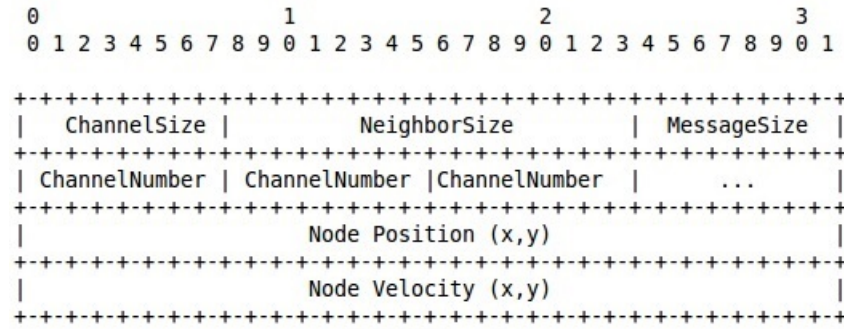 0 1 2 3
0 1 2 3 4 5 6 7 8 9 0 1 2 3 4 5 6 7 8 9 0 1 2 3 4 5 6 7 8 9 0 1
+-+-+-+-+-+-+-+-+-+-+-+-+-+-+-+-+-+-+-+-+-+-+-+-+-+-+-+-+-+-+-+-+
| ChannelSize | NeighborSize | MessageSize |
+-+-+-+-+-+-+-+-+-+-+-+-+-+-+-+-+-+-+-+-+-+-+-+-+-+-+-+-+-+-+-+-+
| ChannelNumber | ChannelNumber |ChannelNumber | ... |
+-+-+-+-+-+-+-+-+-+-+-+-+-+-+-+-+-+-+-+-+-+-+-+-+-+-+-+-+-+-+-+-+
| Node Position (x,y) |
+-+-+-+-+-+-+-+-+-+-+-+-+-+-+-+-+-+-+-+-+-+-+-+-+-+-+-+-+-+-+-+-+
| Node Velocity (x,y) |
+-+-+-+-+-+-+-+-+-+-+-+-+-+-+-+-+-+-+-+-+-+-+-+-+-+-+-+-+-+-+-+-+